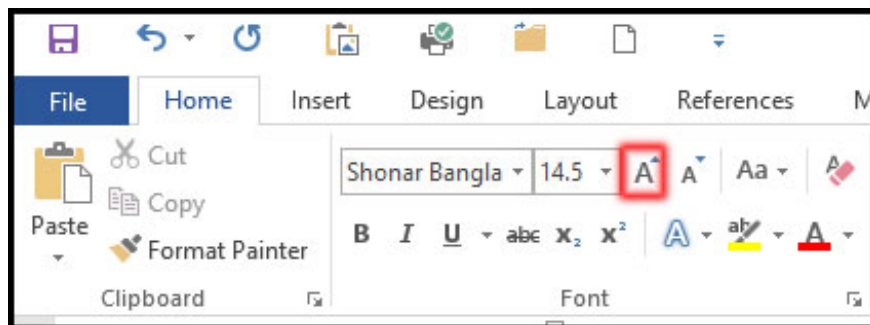 File Home Insert Design Layout References M
Cut
Shonar Bangla 14.5 A A Aa A
Copy
Paste
B I U abc X₂ X² A ab A
Format Painter
Clipboard Font